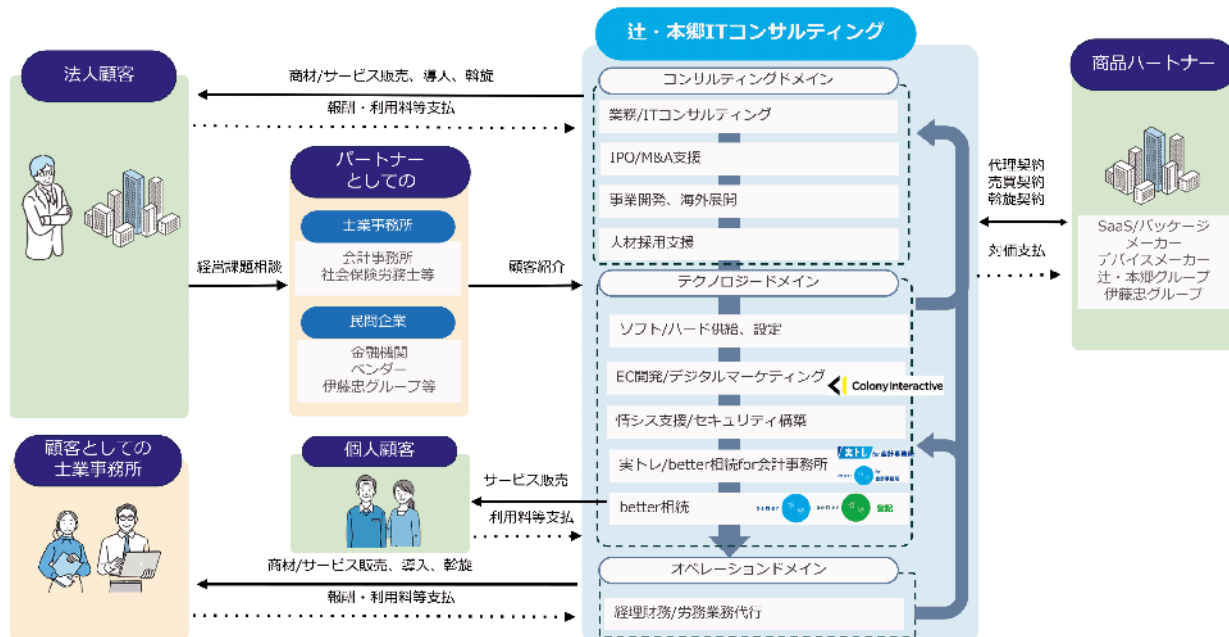 辻・本郷ITコンサルティング
法人顧客
商材/サービス販売、導入、斡旋
報酬・利用料等支払
パートナー
としての
士業事務所
会計事務所
社会保険労務士等
民間企業
金融機関
ベンダー
伊藤忠グループ等
経営課題相談
顧客紹介
コンサルティングドメイン
業務/ITコンサルティング
IPO/M&A支援
事業開発、海外展開
人材採用支援
テクノロジードメイン
ソフト/ハード供給、設定
EC開発/デジタルマーケティング
Colony Interactive
情シス支援/セキュリティ構築
実トレ/better相続for会計事務所
実トレ for 会計事務所
better相続
better
better
登記
オペレーションドメイン
経理財務/労務業務代行
商品パートナー
代理契約
売買契約
斡旋契約
対価支払
SaaS/パッケージ
メーカー
デバイスメーカー
辻・本郷グループ
伊藤忠グループ
顧客としての
士業事務所
個人顧客
サービス販売
利用料等支払
商材/サービス販売、導入、斡旋
報酬・利用料等支払